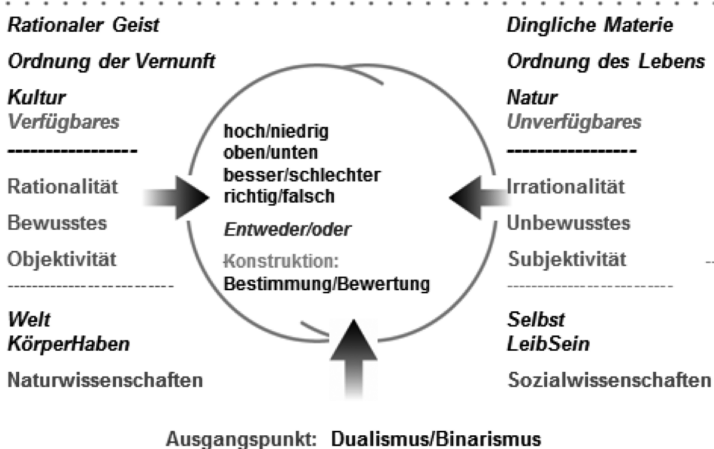 Rationaler Geist
Ordnung der Vernunft
Kultur
Verfügbares
Rationalität
Bewusstes
Objektivität
Welt
KörperHaben
Naturwissenschaften
hoch/niedrig
oben/unten
besser/schlechter
richtig/falsch
Entweder/oder
Konstruktion:
Bestimmung/Bewertung
Dingliche Materie
Ordnung des Lebens
Natur
Unverfügbares
Irrationalität
Unbewusstes
Subjektivität
Selbst
LeibSein
Sozialwissenschaften
Ausgangspunkt: Dualismus/Binarismus